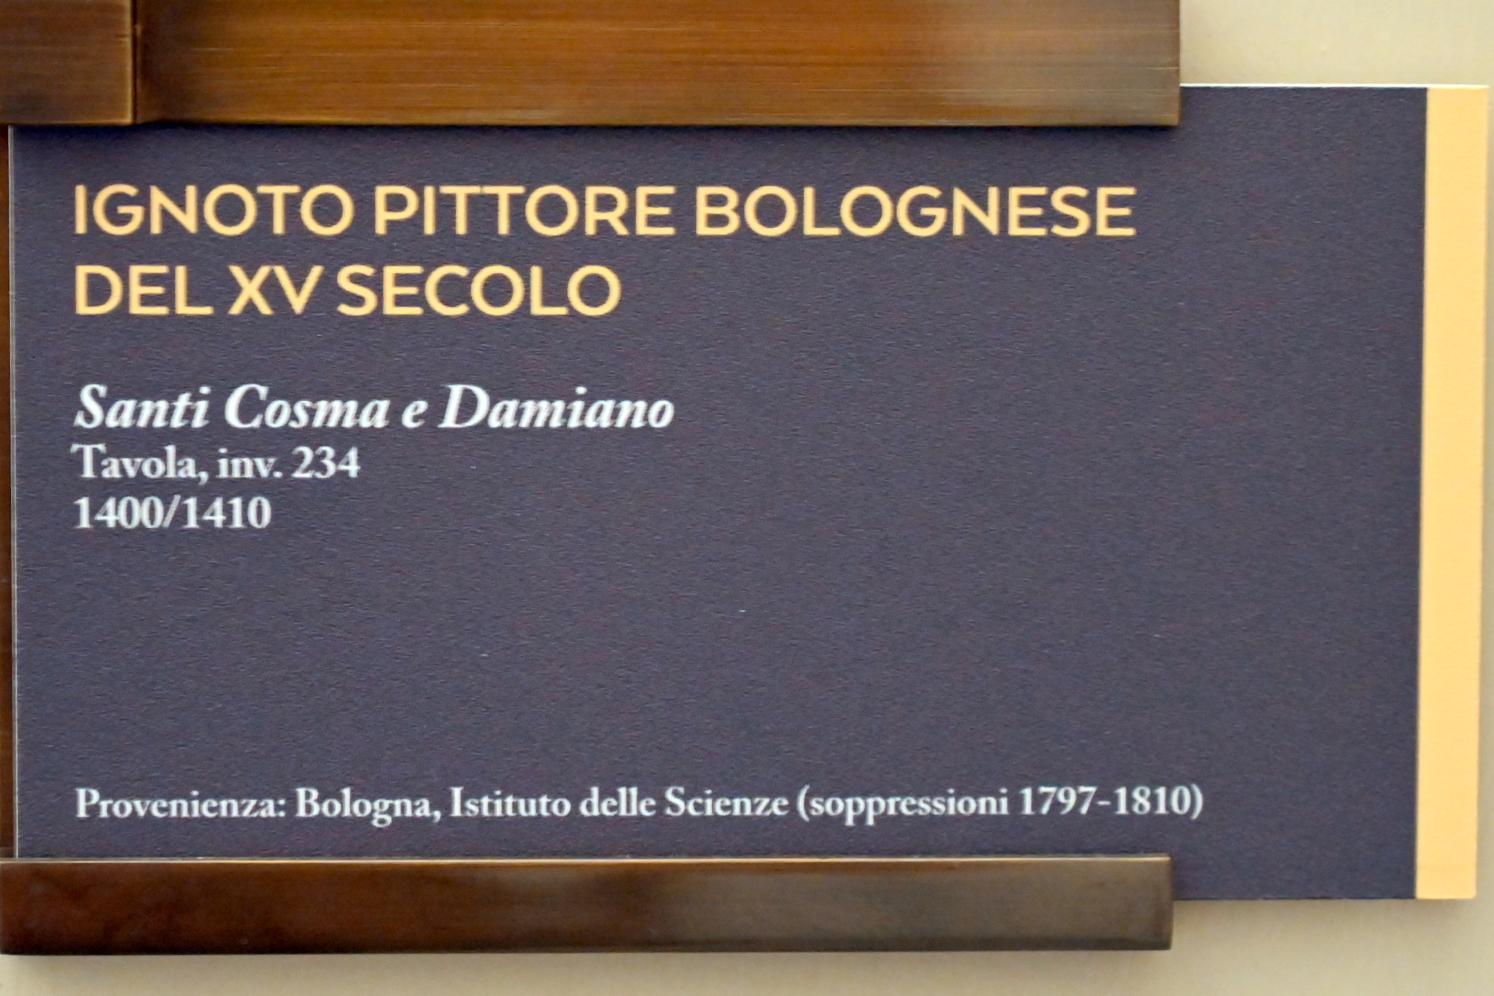 IGNOTO PITTORE BOLOGNESE
DEL XV SECOLO
Santi Cosma e Damiano
Tavola, inv. 234
1400/1410
Provenienza: Bologna, Istituto delle Scienze (soppressioni 1797-1810)